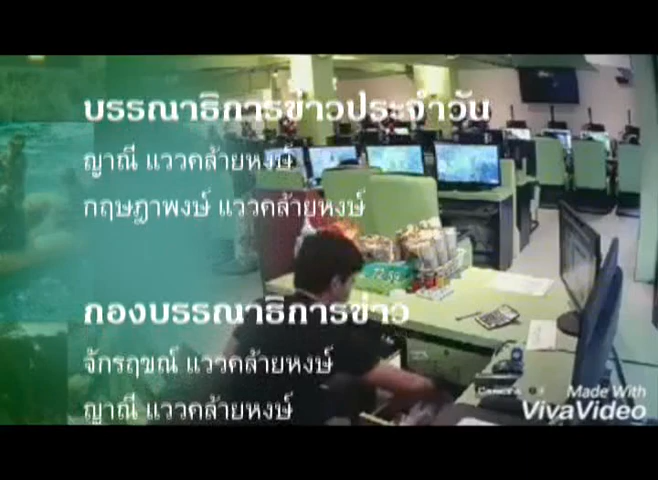 บรรณาธิการข่าวประจำวัน
ญาณี แววคล้ายหงษ์
กฤษฎาพงษ์ แววคล้ายหงษ์
กองบรรณาธิการข่าว
จักรฤขณ์ แววคล้ายหงษ์
ญาณี แววคล้ายหงษ์
Made With
VivaVideo